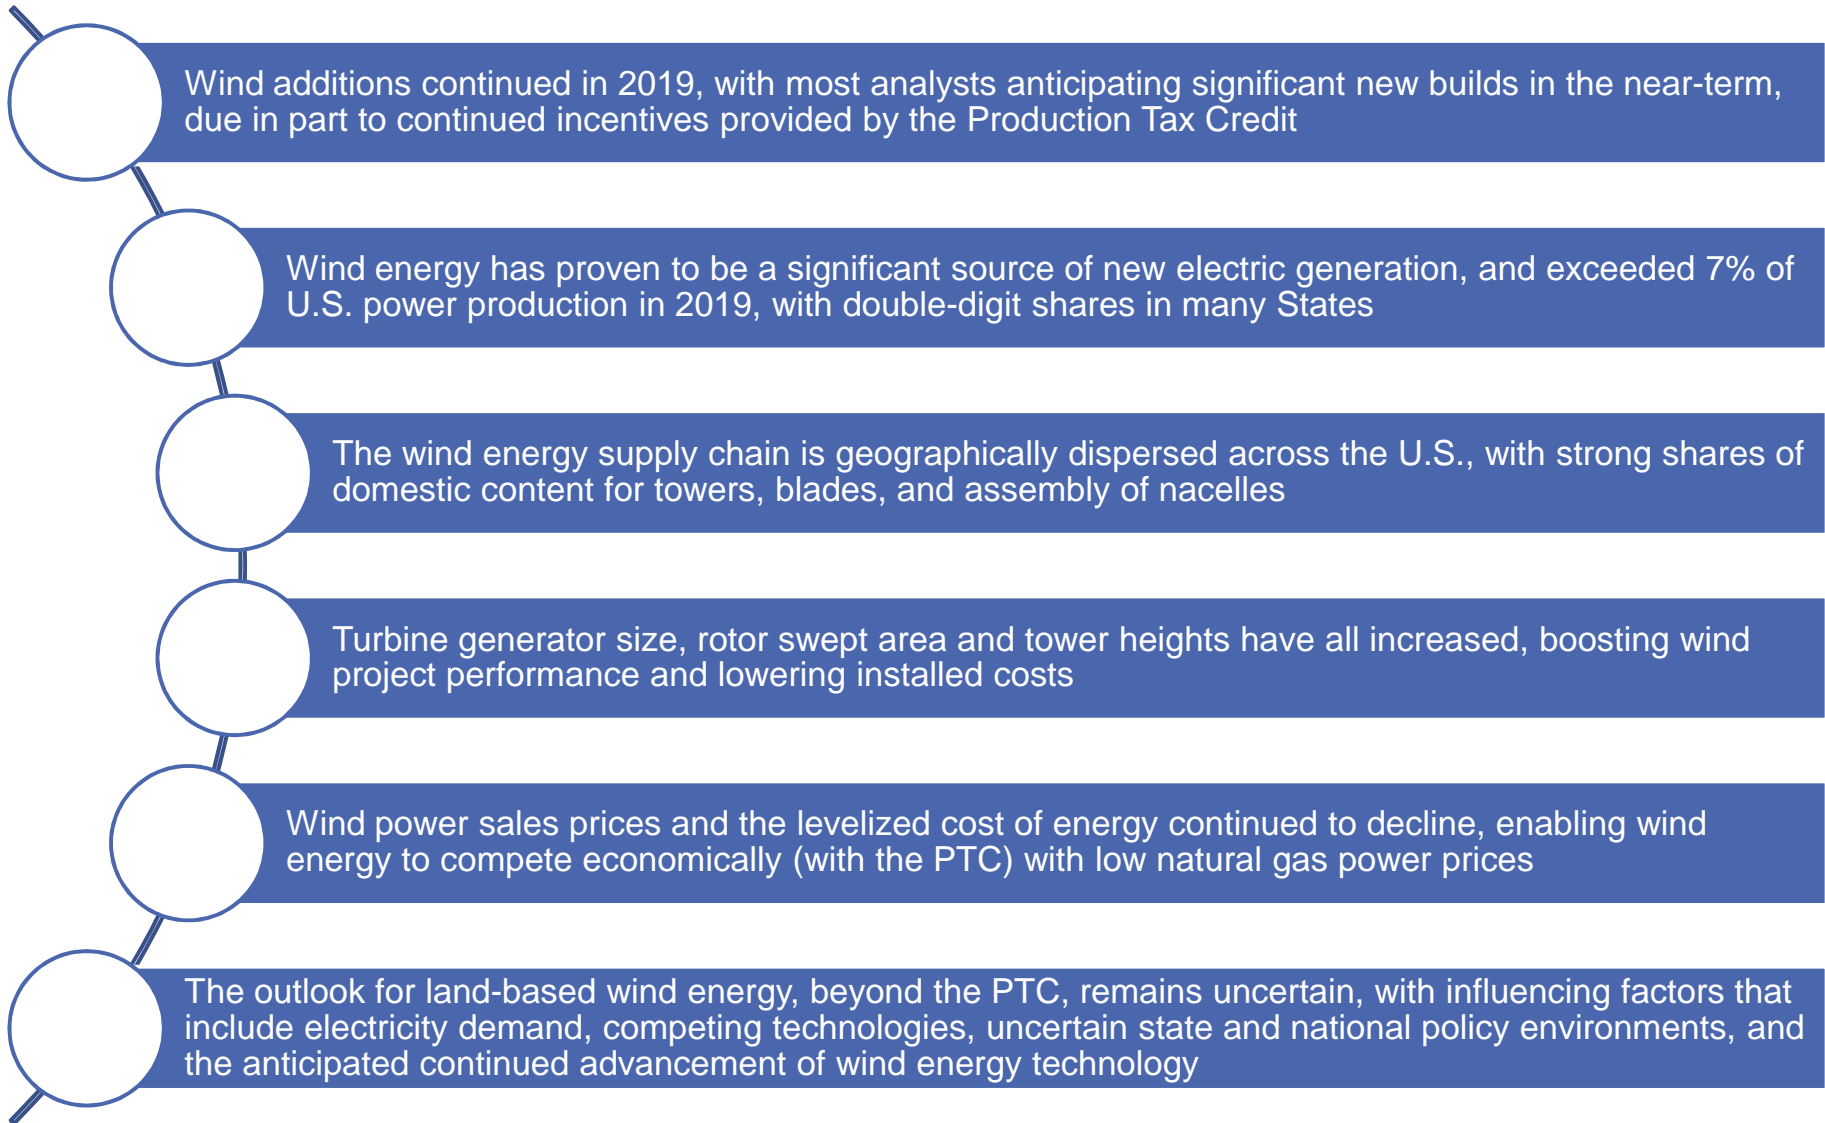 Wind additions continued in 2019, with most analysts anticipating significant new builds in the near-term,
due in part to continued incentives provided by the Production Tax Credit
Wind energy has proven to be a significant source of new electric generation, and exceeded 7% of
U.S. power production in 2019, with double-digit shares in many States
The wind energy supply chain is geographically dispersed across the U.S., with strong shares of
domestic content for towers, blades, and assembly of nacelles
Turbine generator size, rotor swept area and tower heights have all increased, boosting wind
project performance and lowering installed costs
Wind power sales prices and the levelized cost of energy continued to decline, enabling wind
energy to compete economically (with the PTC) with low natural gas power prices
The outlook for land-based wind energy, beyond the PTC, remains uncertain, with influencing factors that
include electricity demand, competing technologies, uncertain state and national policy environments, and
the anticipated continued advancement of wind energy technology